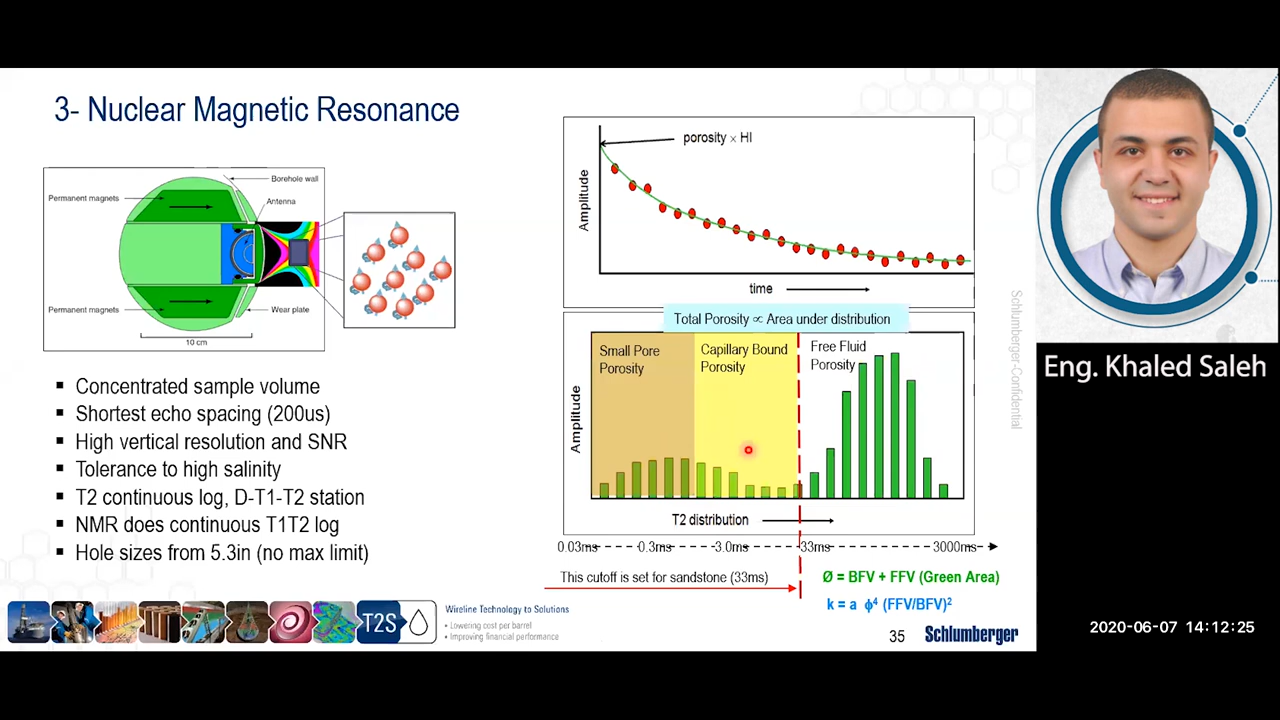 3- Nuclear Magnetic Resonance
Borehole wall
Permanent magnets
Antenna
Permanent magnets
Wear plate
10 cm
▪ Concentrated sample volume
▪ Shortest echo spacing (200us)
▪ High vertical resolution and SNR
▪ Tolerance to high salinity
▪ T2 continuous log, D-T1-T2 station
▪ NMR does continuous T1T2 log
▪ Hole sizes from 5.3in (no max limit)
porosity × HI
Amplitude
time
Total Porosity ∝ Area under distribution
Small Pore
Porosity
Capillary Bound
Porosity
Free Fluid
Porosity
Amplitude
T2 distribution
0.03ms 0.3ms 3.0ms 33ms 3000ms
This cutoff is set for sandstone (33ms)
Ø = BFV + FFV (Green Area)
k = a ϕ⁴ (FFV/BFV)²
Schlumberger-Confidential
T2S
Wireline Technology to Solutions
• Lowering cost per barrel
• Improving financial performance
35
Schlumberger
Eng. Khaled Saleh
2020-06-07 14:12:25